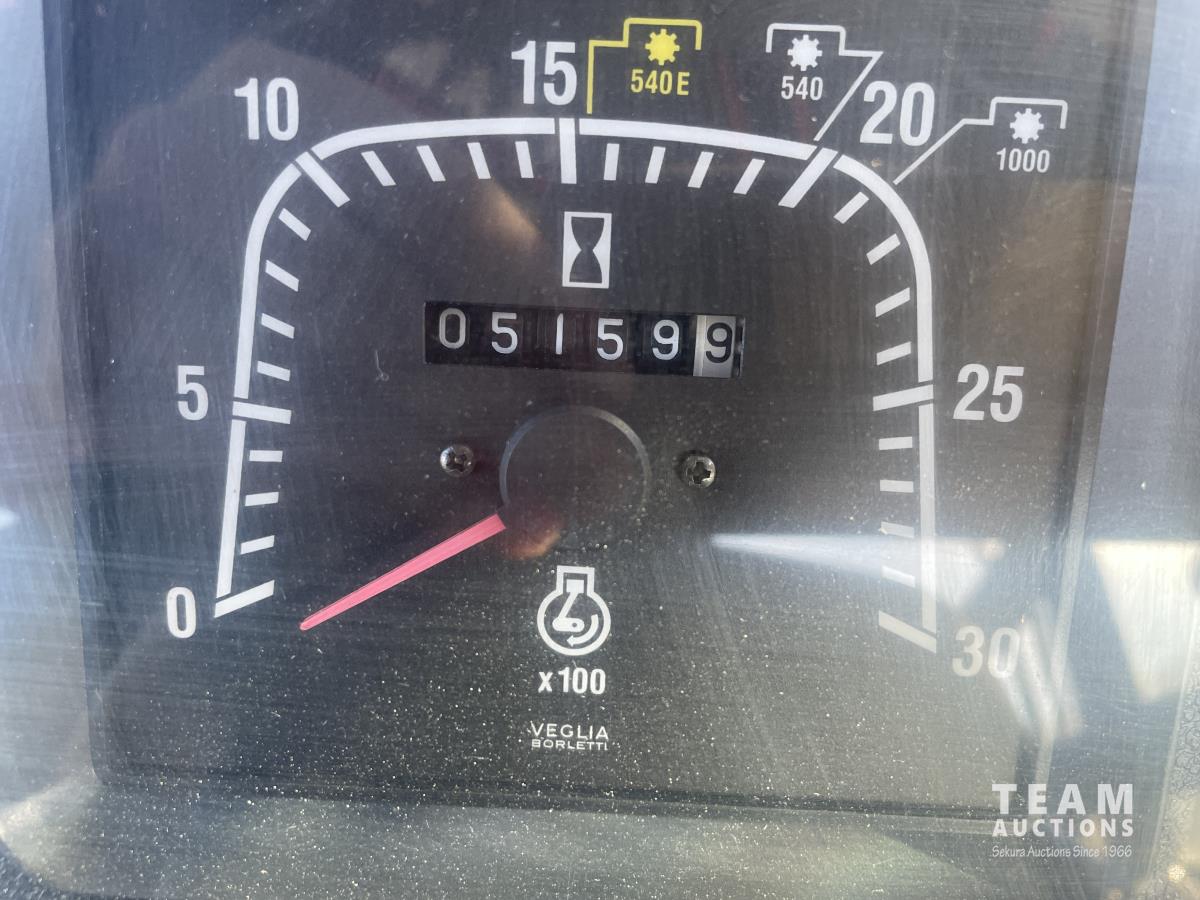 15
540 E
540
10
20
1000
051599
5
25
0
30
x100
VEGLIA
BORLETTI
TEAM
AUCTIONS
Sekura Auctions Since 1966